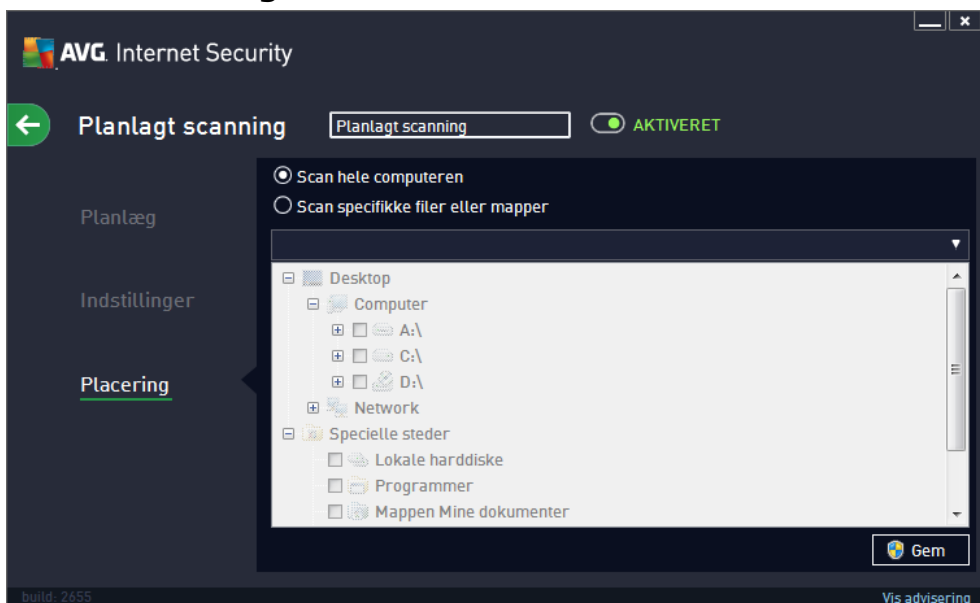 AVG. Internet Security
Planlagt scanning
Planlagt scanning
AKTIVERET
Planlæg
Indstillinger
Placering
Scan hele computeren
Scan specifikke filer eller mapper
Desktop
Computer
A:\
C:\
D:\
Network
Specielle steder
Lokale harddiske
Programmer
Mappen Mine dokumenter
Gem
build: 2655
Vis advisering